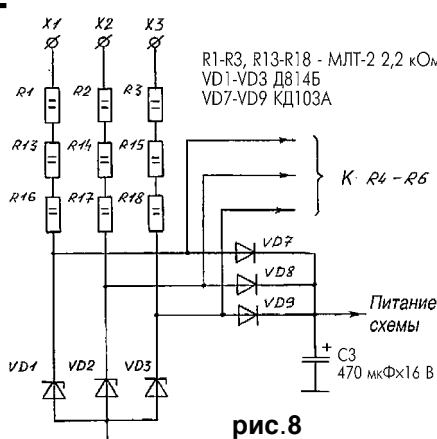 X1 X2 X3
R1-R3, R13-R18 - МЛТ-2 2,2 кОм
VD1-VD3 Д814Б
VD7-VD9 КД103А
R1 R2 R3
R13 R14 R15
R16 R17 R18
К R4 - R6
VD7
VD8
VD9
Питание
схемы
VD1 VD2 VD3
+ C3
470 мкФх16 В
рис.8